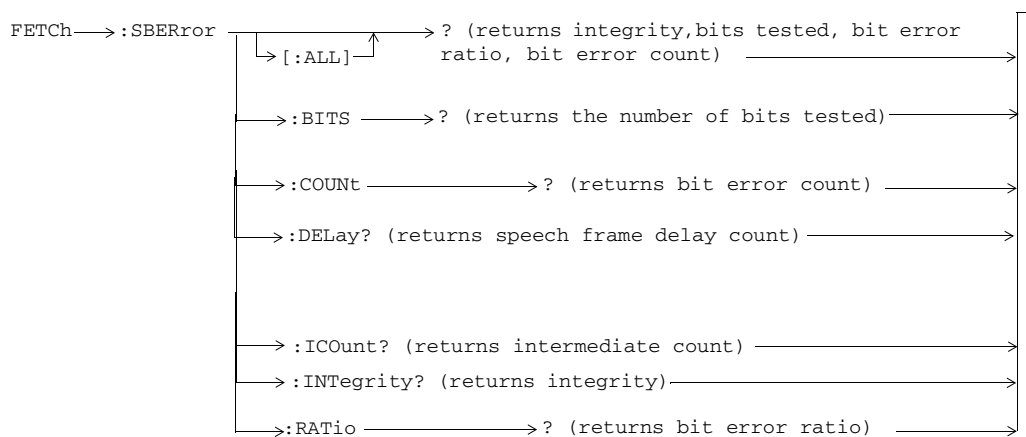 FETCh :SBERror ? (returns integrity,bits tested, bit error
[:ALL] ratio, bit error count)
:BITS ? (returns the number of bits tested)
:COUNt ? (returns bit error count)
:DELay? (returns speech frame delay count)
:ICOunt? (returns intermediate count)
:INTegrity? (returns integrity)
:RATio ? (returns bit error ratio)